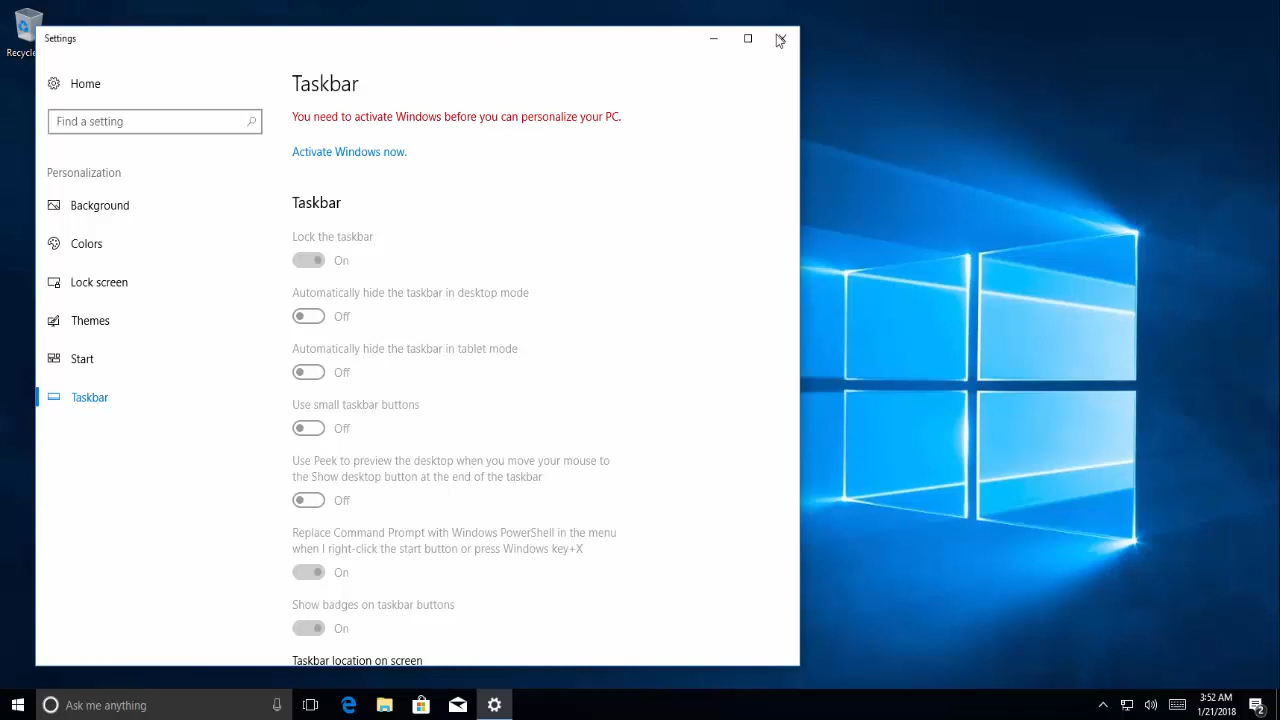 Settings
Home
Find a setting
Personalization
Background
Colors
Lock screen
Themes
Start
Taskbar
Taskbar
You need to activate Windows before you can personalize your PC.
Activate Windows now.
Taskbar
Lock the taskbar
On
Automatically hide the taskbar in desktop mode
Off
Automatically hide the taskbar in tablet mode
Off
Use small taskbar buttons
Off
Use Peek to preview the desktop when you move your mouse to
the Show desktop button at the end of the taskbar
Off
Replace Command Prompt with Windows PowerShell in the menu
when I right-click the start button or press Windows key+X
On
Show badges on taskbar buttons
On
Taskbar location on screen
Ask me anything
3:52 AM
1/21/2018
2